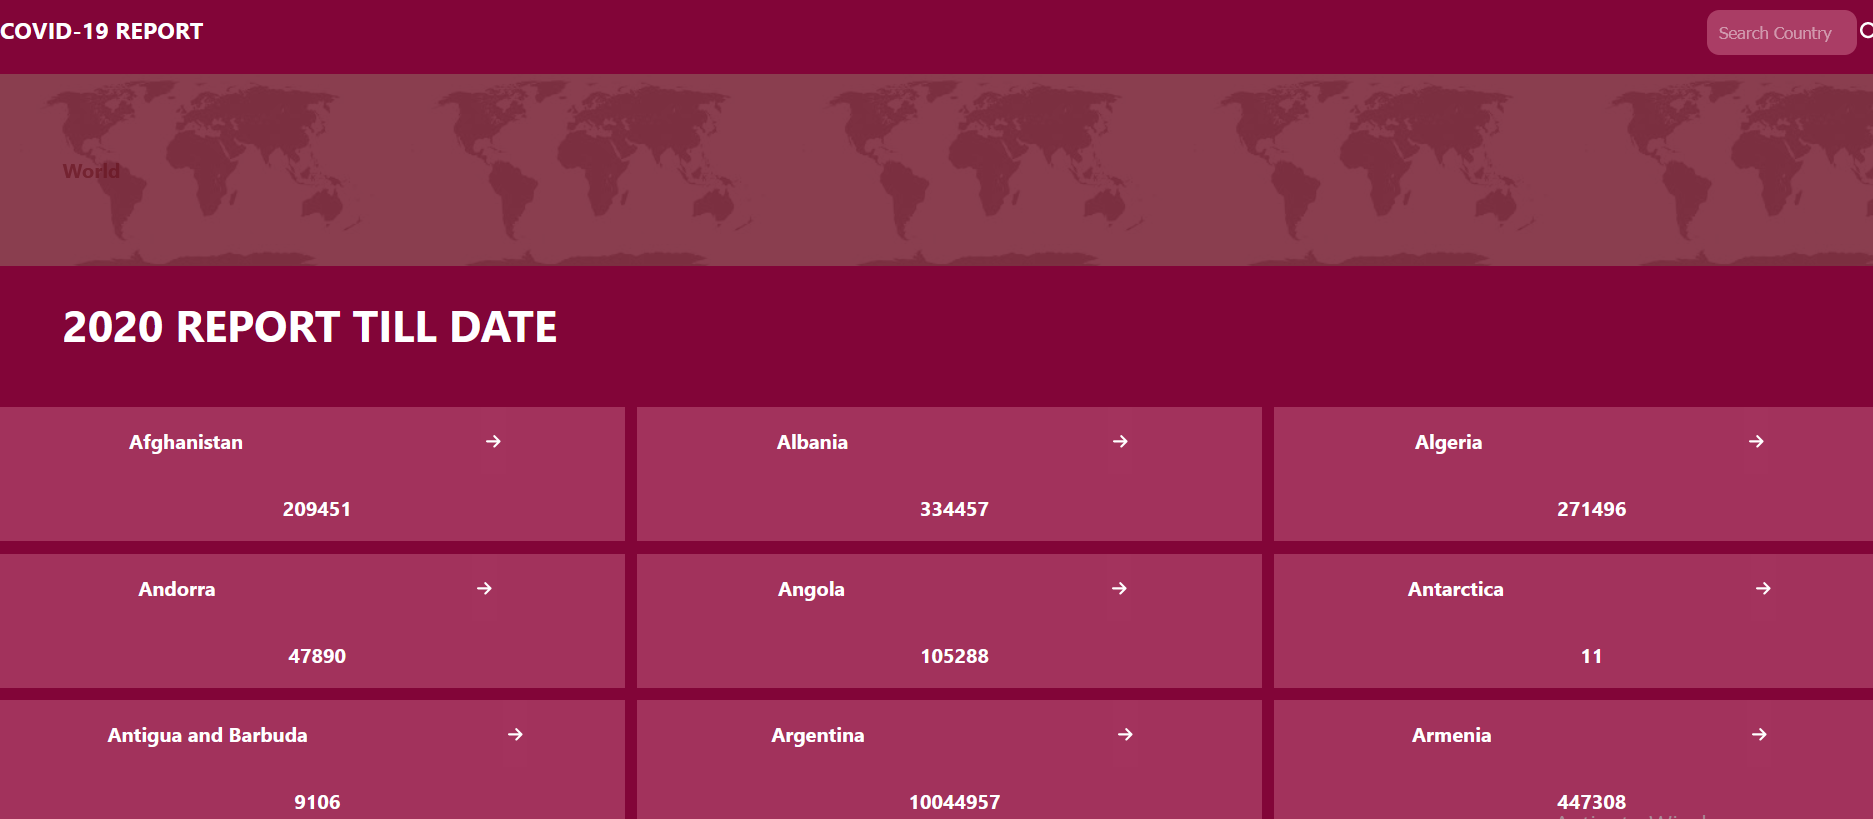 COVID-19 REPORT
Search Country
World
2020 REPORT TILL DATE
Afghanistan →
209451
Albania →
334457
Algeria →
271496
Andorra →
47890
Angola →
105288
Antarctica →
11
Antigua and Barbuda →
9106
Argentina →
10044957
Armenia →
447308